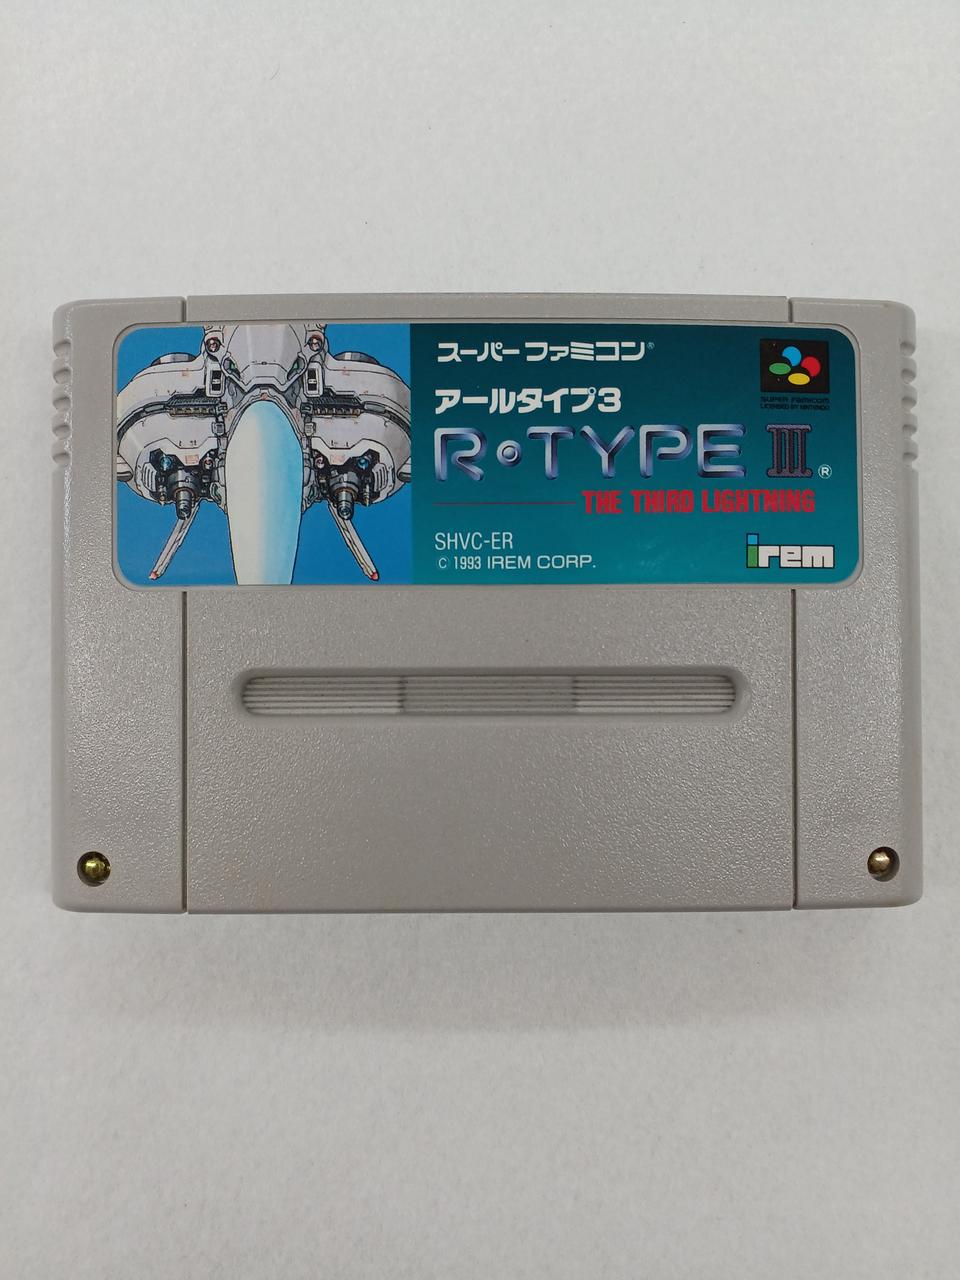 スーパーファミコン®
アールタイプ3
R・TYPE III®
THE THIRD LIGHTNING
SHVC-ER
© 1993 IREM CORP.
SUPER FAMICOM
LICENSED BY NINTENDO
irem